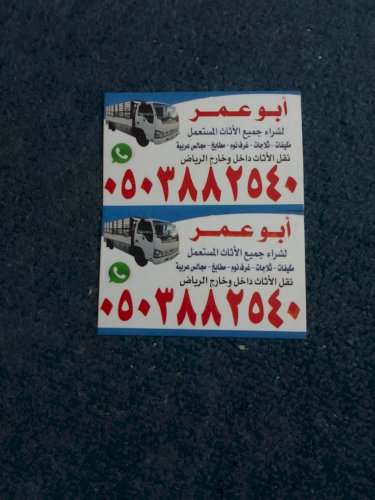 أبو عمر
لشراء جميع الأثاث المستعمل
مكيفات - ثلاجات - غرف نوم - مطابخ - مجالس عربية
نقل الأثاث داخل وخارج الرياض
٠٥٠٣٨٨٢٥٤٠
أبو عمر
لشراء جميع الأثاث المستعمل
مكيفات - ثلاجات - غرف نوم - مطابخ - مجالس عربية
نقل الأثاث داخل وخارج الرياض
٠٥٠٣٨٨٢٥٤٠